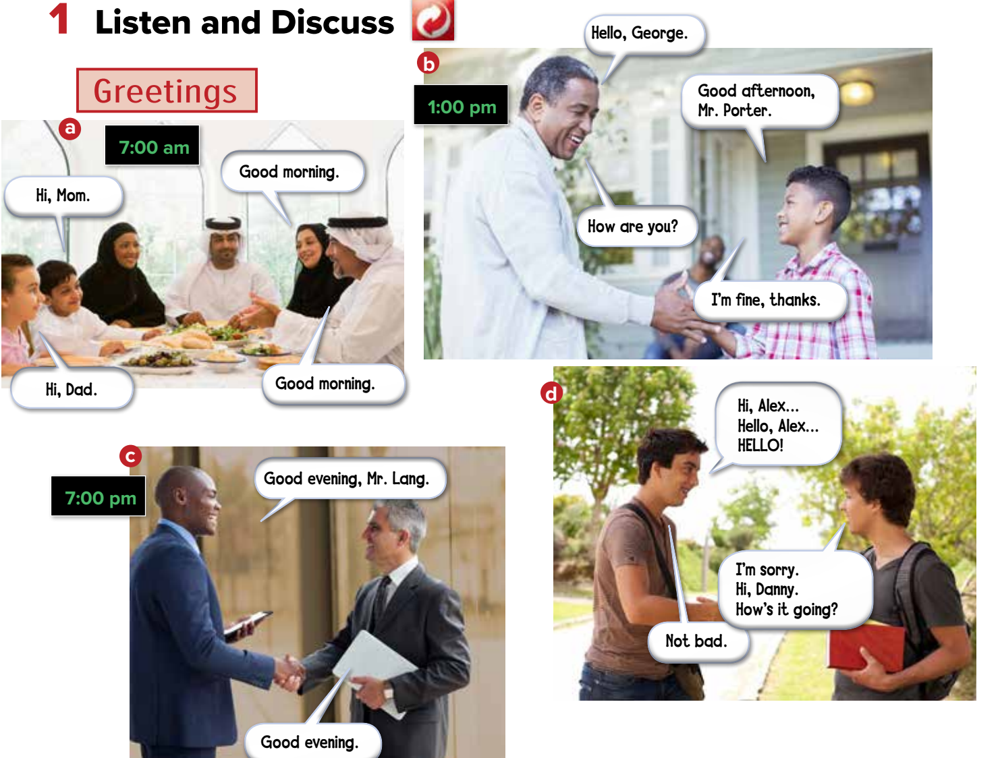 1 Listen and Discuss
Greetings
a
7:00 am
Hi, Mom.
Good morning.
Hi, Dad.
Good morning.
b
1:00 pm
Hello, George.
Good afternoon,
Mr. Porter.
How are you?
I'm fine, thanks.
c
7:00 pm
Good evening, Mr. Lang.
Good evening.
d
Hi, Alex...
Hello, Alex...
HELLO!
I'm sorry.
Hi, Danny.
How's it going?
Not bad.